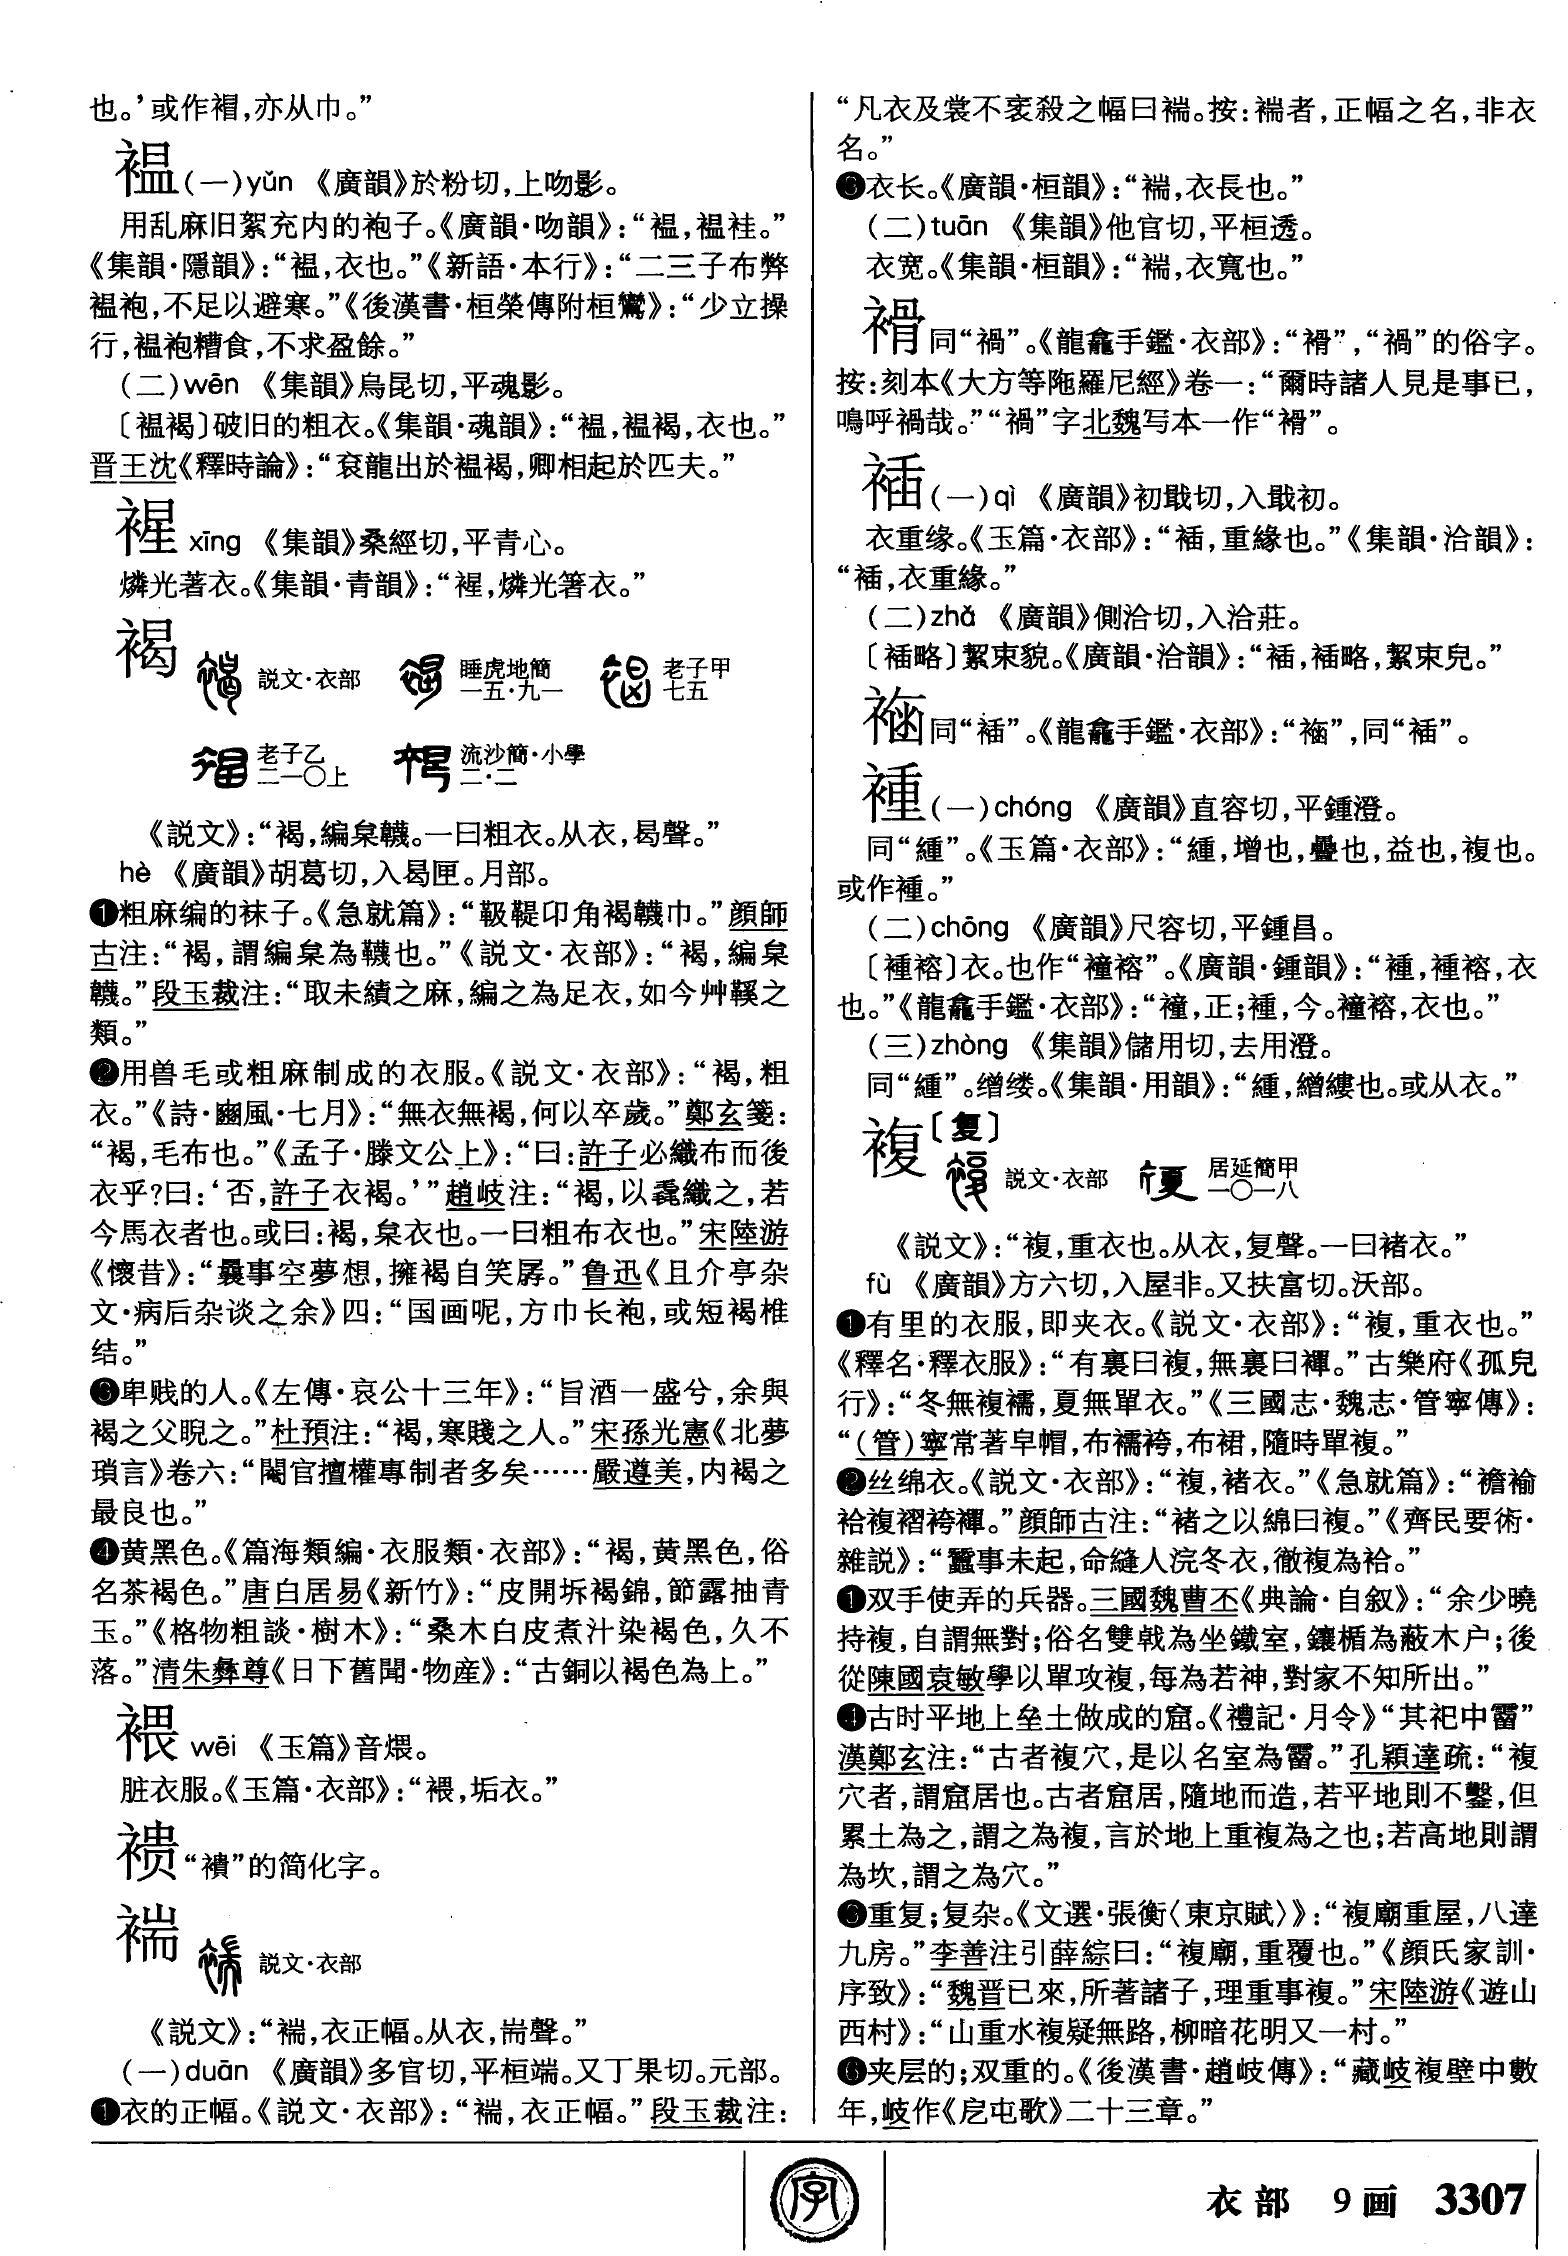 也。’或作𧛕,亦从巾。”
褞(一)yǔn 《廣韻》於粉切,上吻影。
用乱麻旧絮充内的袍子。《廣韻·吻韻》:“褞,褞袿。”
《集韻·隱韻》:“褞,衣也。”《新語·本行》:“二三子布弊
褞袍,不足以避寒。”《後漢書·桓榮傳附桓鸞》:“少立操
行,褞袍糟食,不求盈餘。”
(二)wēn 《集韻》烏昆切,平魂影。
〔褞褐〕破旧的粗衣。《集韻·魂韻》:“褞,褞褐,衣也。”
晋王沈《釋時論》:“袞龍出於褞褐,卿相起於匹夫。”
𧛟xīng 《集韻》桑經切,平青心。
燐光著衣。《集韻·青韻》:“𧛟,燐光箸衣。”
褐 説文·衣部 睡虎地簡一五·九一 老子甲七五
老子乙二一〇上 流沙簡·小學二·二
《説文》:“褐,編枲韤。一曰粗衣。从衣,曷聲。”
hè 《廣韻》胡葛切,入曷匣。月部。
❶粗麻编的袜子。《急就篇》:“靸鞮卬角褐韤巾。”顔師
古注:“褐,謂編枲為韤也。”《説文·衣部》:“褐,編枲
韤。”段玉裁注:“取未績之麻,編之為足衣,如今艸鞵之
類。”
❷用兽毛或粗麻制成的衣服。《説文·衣部》:“褐,粗
衣。”《詩·豳風·七月》:“無衣無褐,何以卒歲。”鄭玄箋:
“褐,毛布也。”《孟子·滕文公上》:“曰:許子必織布而後
衣乎?曰:‘否,許子衣褐。’”趙岐注:“褐,以毳織之,若
今馬衣者也。或曰:褐,枲衣也。一曰粗布衣也。”宋陸游
《懷昔》:“曩事空夢想,擁褐自笑孱。”鲁迅《且介亭杂
文·病后杂谈之余》四:“国画呢,方巾长袍,或短褐椎
结。”
❸卑贱的人。《左傳·哀公十三年》:“旨酒一盛兮,余與
褐之父睨之。”杜預注:“褐,寒賤之人。”宋孫光憲《北夢
瑣言》卷六:“閹官擅權專制者多矣……嚴遵美,内褐之
最良也。”
❹黄黑色。《篇海類編·衣服類·衣部》:“褐,黄黑色,俗
名茶褐色。”唐白居易《新竹》:“皮開坼褐錦,節露抽青
玉。”《格物粗談·樹木》:“桑木白皮煮汁染褐色,久不
落。”清朱彝尊《日下舊聞·物産》:“古銅以褐色為上。”
㨤wēi 《玉篇》音煨。
脏衣服。《玉篇·衣部》:“,垢衣。”
“襀”的简化字。
褍 説文·衣部
《説文》:“褍,衣正幅。从衣,耑聲。”
(一)duān 《廣韻》多官切,平桓端。又丁果切。元部。
❶衣的正幅。《説文·衣部》:“褍,衣正幅。”段玉裁注:
“凡衣及裳不衺殺之幅曰褍。按:褍者,正幅之名,非衣
名。”
❸衣长。《廣韻·桓韻》:“褍,衣長也。”
(二)tuān 《集韻》他官切,平桓透。
衣宽。《集韻·桓韻》:“褍,衣寬也。”
同“禍”。《龍龕手鑑·衣部》:“”,“禍”的俗字。
按:刻本《大方等陁羅尼經》卷一:“爾時諸人見是事已,
鳴呼禍哉。”“禍”字北魏写本一作“”。
(一)qì 《廣韻》初戢切,入戢初。
衣重缘。《玉篇·衣部》:“,重緣也。”《集韻·洽韻》:
“,衣重緣。”
(二)zhǎ 《廣韻》側洽切,入洽莊。
〔略〕絮束貌。《廣韻·洽韻》:“,略,絮束皃。”
同“”。《龍龕手鑑·衣部》:“”,同“”。
緟(一)chóng 《廣韻》直容切,平鍾澄。
同“緟”。《玉篇·衣部》:“緟,增也,疊也,益也,複也。
或作褈。”
(二)chōng 《廣韻》尺容切,平鍾昌。
〔褈褣〕衣。也作“𧝎褣”。《廣韻·鍾韻》:“褈,褈褣,衣
也。”《龍龕手鑑·衣部》:“𧝎,正;褈,今。𧝎褣,衣也。”
(三)zhòng 《集韻》儲用切,去用澄。
同“緟”。缯缕。《集韻·用韻》:“緟,繒縷也。或从衣。”
複〔复〕 説文·衣部 居延簡甲一〇一八
《説文》:“複,重衣也。从衣,复聲。一曰褚衣。”
fù 《廣韻》方六切,入屋非。又扶富切。沃部。
❶有里的衣服,即夹衣。《説文·衣部》:“複,重衣也。”
《釋名·釋衣服》:“有裏曰複,無裏曰襌。”古樂府《孤兒
行》:“冬無複襦,夏無單衣。”《三國志·魏志·管寧傳》:
“(管)寧常著皁帽,布襦袴,布裙,隨時單複。”
❷丝绵衣。《説文·衣部》:“複,褚衣。”《急就篇》:“襜褕
袷複褶袴襌。”顔師古注:“褚之以綿曰複。”《齊民要術·
雜説》:“蠶事未起,命縫人浣冬衣,徹複為袷。”
❶双手使弄的兵器。三國魏曹丕《典論·自叙》:“余少曉
持複,自謂無對;俗名雙戟為坐鐵室,鑲楯為蔽木户;後
從陳國袁敏學以單攻複,每為若神,對家不知所出。”
❹古时平地上垒土做成的窟。《禮記·月令》“其祀中霤”
漢鄭玄注:“古者複穴,是以名室為霤。”孔穎達疏:“複
穴者,謂窟居也。古者窟居,隨地而造,若平地則不鑿,但
累土為之,謂之為複,言於地上重複為之也;若高地則謂
為坎,謂之為穴。”
❸重复;复杂。《文選·張衡〈東京賦〉》:“複廟重屋,八達
九房。”李善注引薛綜曰:“複廟,重覆也。”《顔氏家訓·
序致》:“魏晋已來,所著諸子,理重事複。”宋陸游《遊山
西村》:“山重水複疑無路,柳暗花明又一村。”
❻夹层的;双重的。《後漢書·趙岐傳》:“藏岐複壁中數
年,岐作《戹屯歌》二十三章。”
字
衣部 9画 3307